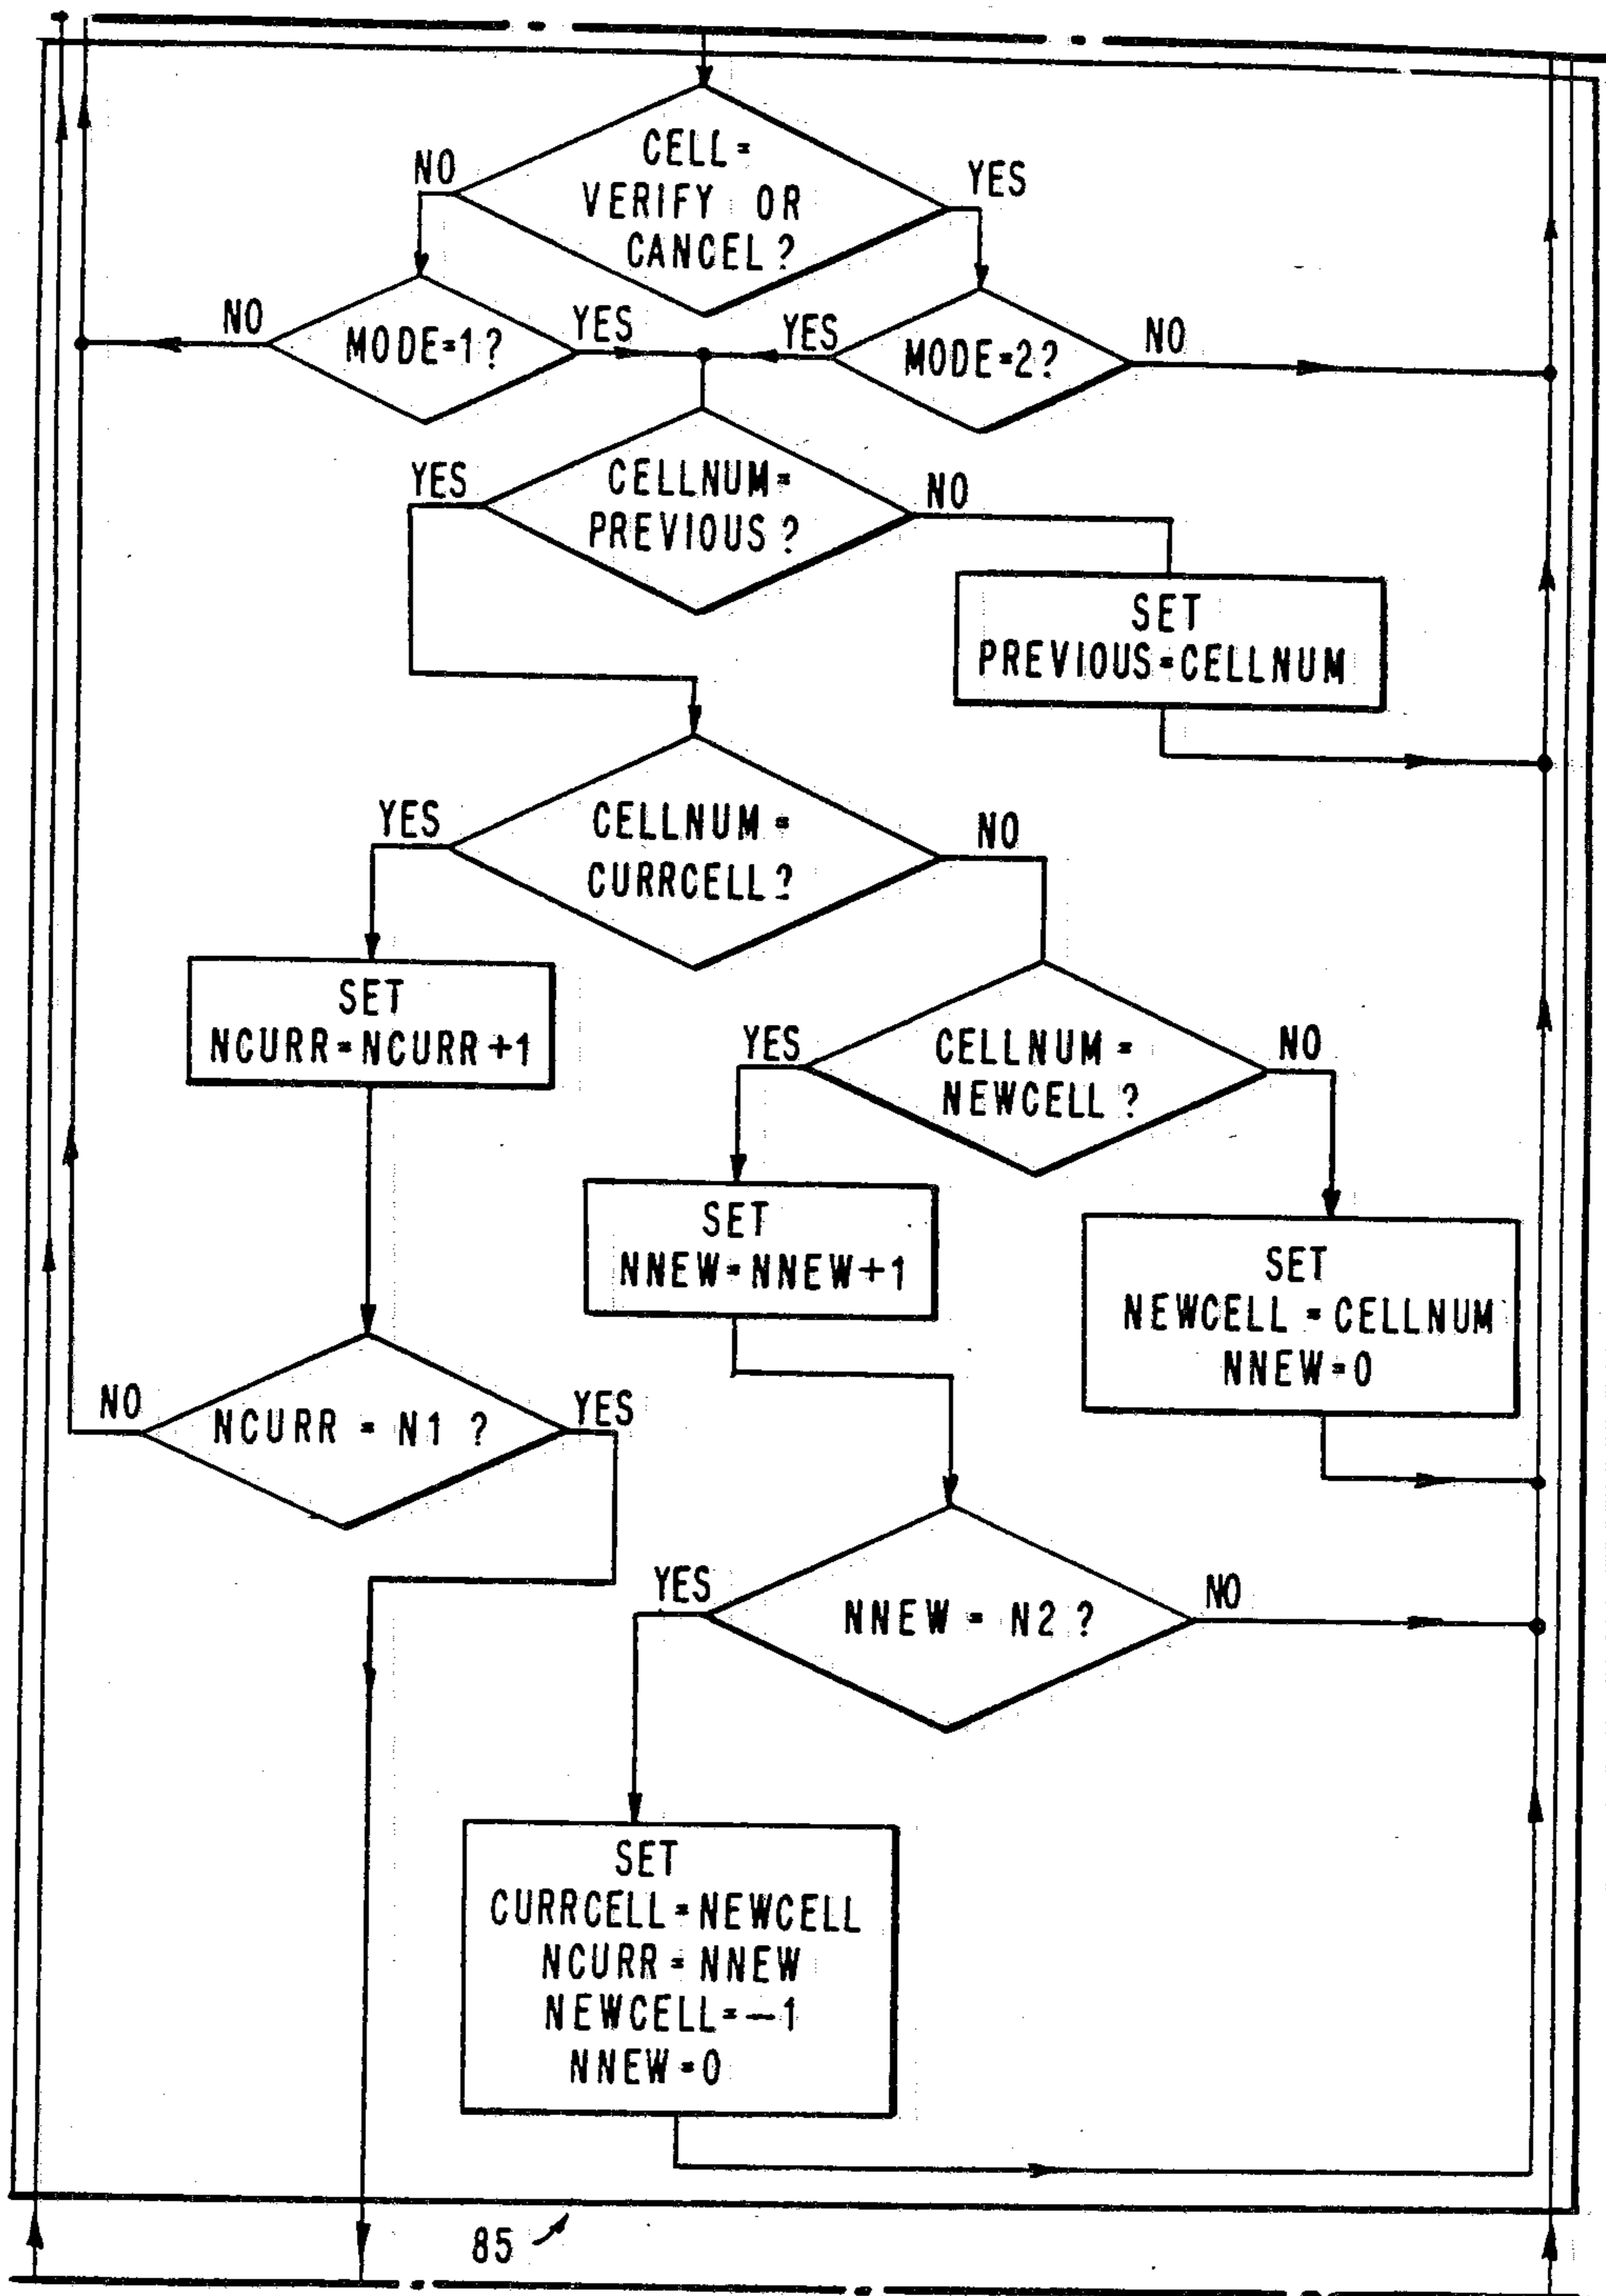 CELL=
VERIFY OR
CANCEL?
NO
YES
NO
MODE=1?
YES
YES
MODE=2?
NO
YES
CELLNUM=
PREVIOUS?
NO
SET
PREVIOUS=CELLNUM
YES
CELLNUM=
CURRCELL?
NO
SET
NCURR=NCURR+1
YES
CELLNUM=
NEWCELL?
NO
SET
NNEW=NNEW+1
SET
NEWCELL=CELLNUM
NNEW=0
NO
NCURR = N1 ?
YES
YES
NNEW = N2 ?
NO
SET
CURRCELL=NEWCELL
NCURR=NNEW
NEWCELL=-1
NNEW=0
85